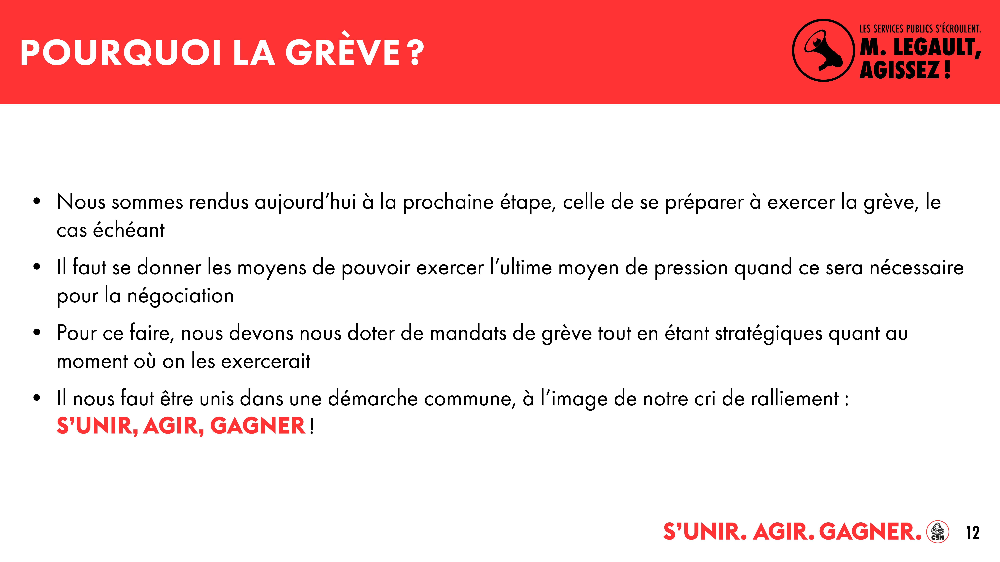 POURQUOI LA GRÈVE ?
LES SERVICES PUBLICS S’ÉCROULENT.
M. LEGAULT,
AGISSEZ !
• Nous sommes rendus aujourd’hui à la prochaine étape, celle de se préparer à exercer la grève, le
cas échéant
• Il faut se donner les moyens de pouvoir exercer l’ultime moyen de pression quand ce sera nécessaire
pour la négociation
• Pour ce faire, nous devons nous doter de mandats de grève tout en étant stratégiques quant au
moment où on les exercerait
• Il nous faut être unis dans une démarche commune, à l’image de notre cri de ralliement :
S’UNIR, AGIR, GAGNER !
S’UNIR. AGIR. GAGNER. CSN 12